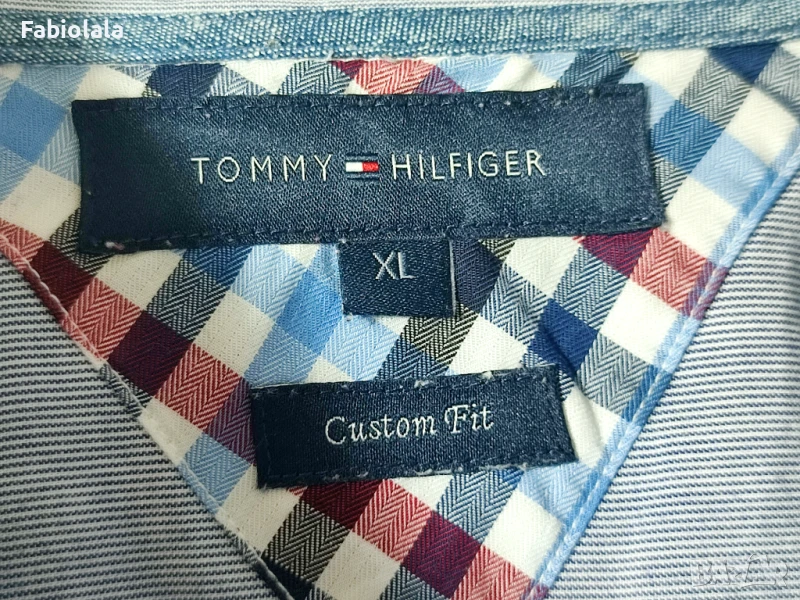 Fabiolala
TOMMY HILFIGER
XL
Custom Fit